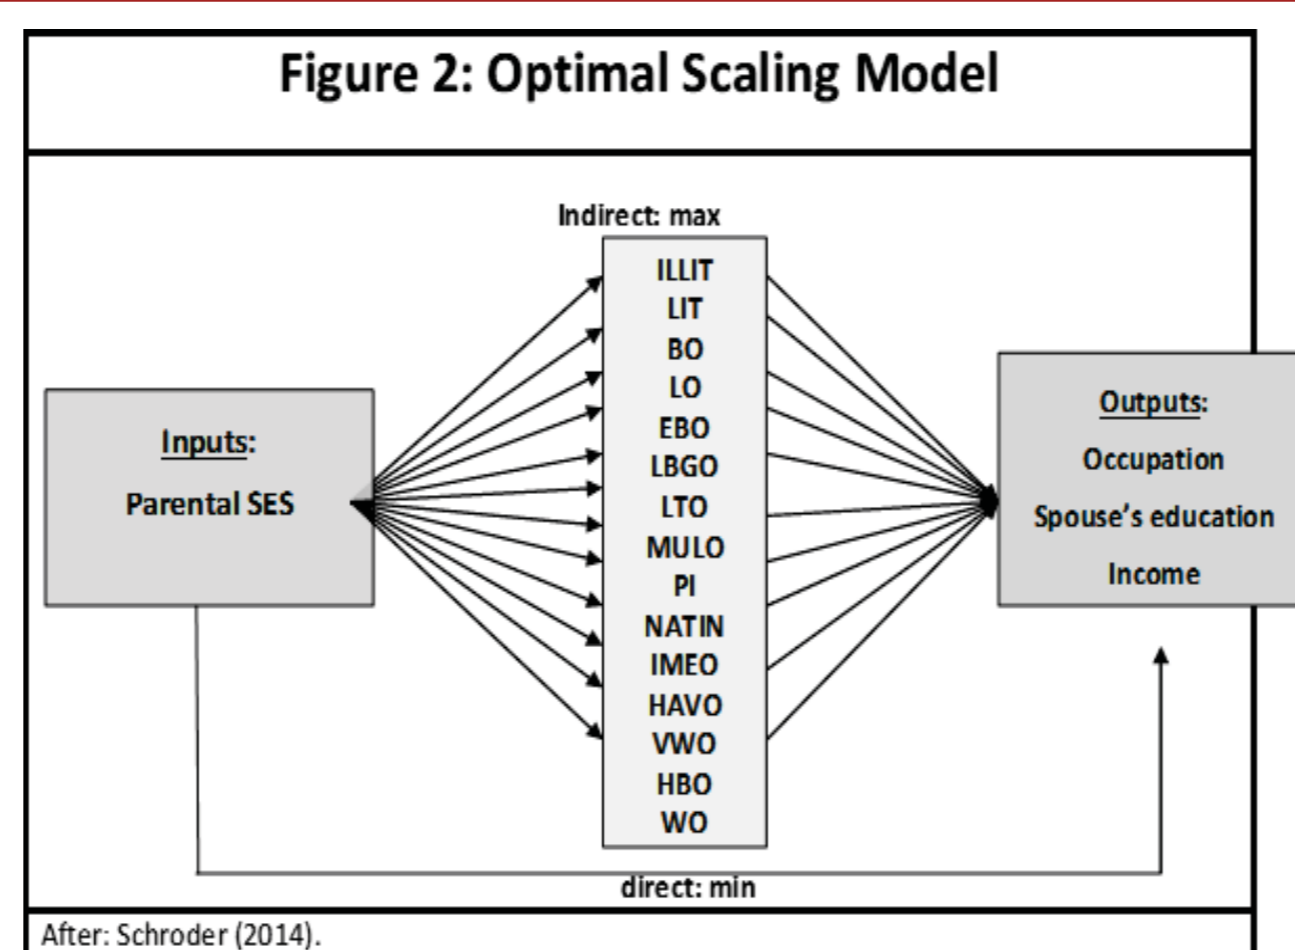 Figure 2: Optimal Scaling Model
Indirect: max
ILLIT
LIT
BO
LO
EBO
LBGO
LTO
MULO
PI
NATIN
IMEO
HAVO
VWO
HBO
WO
Inputs:
Parental SES
Outputs:
Occupation
Spouse's education
Income
direct: min
After: Schroder (2014).